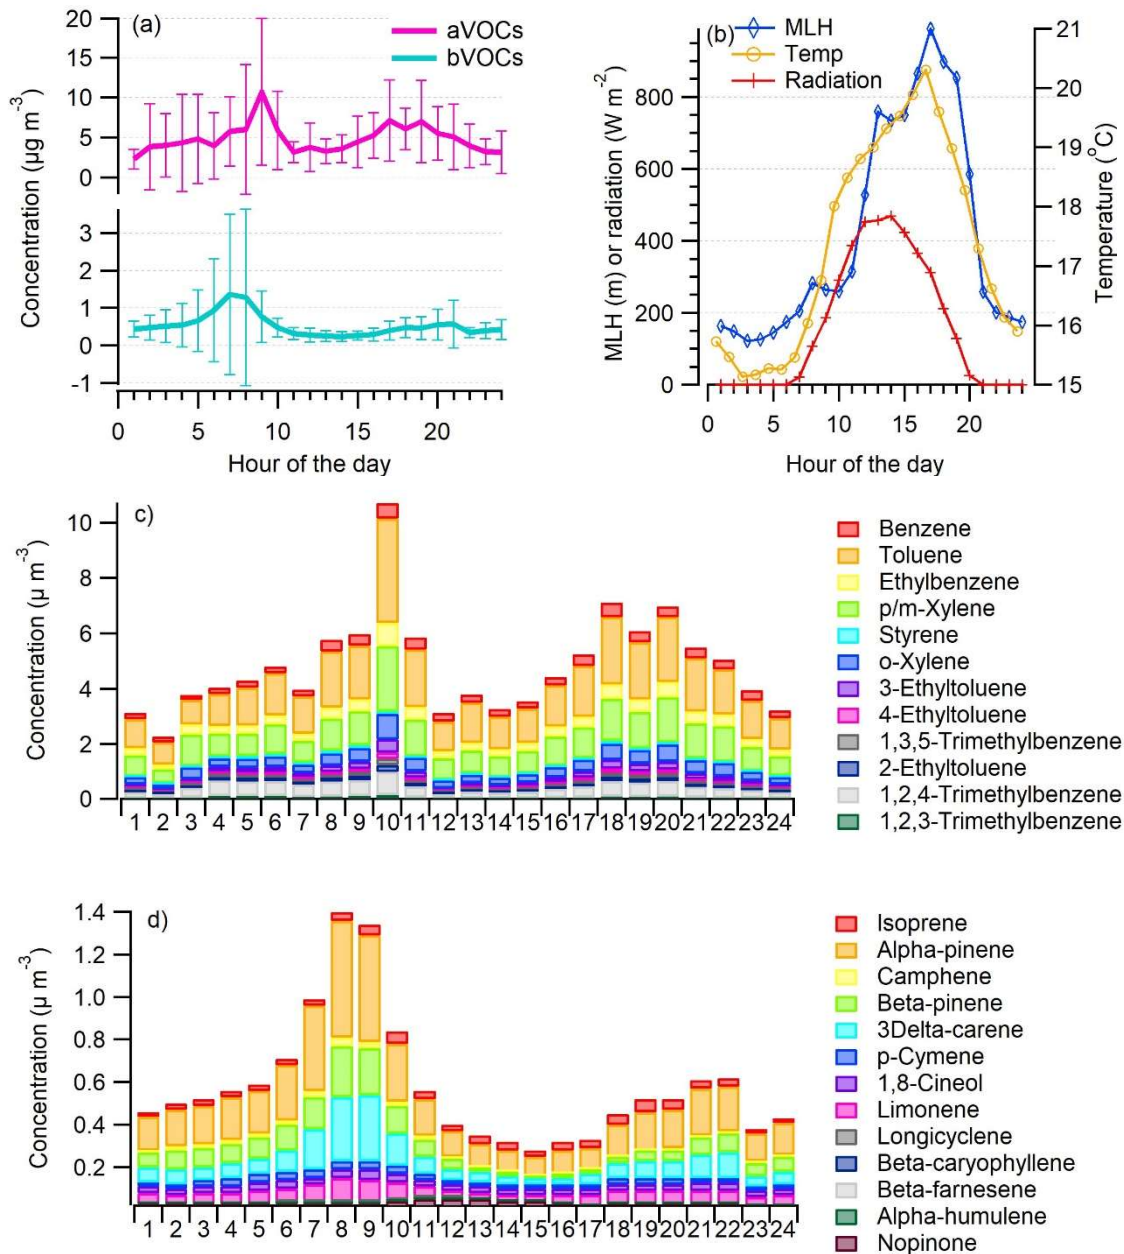 (a)
aVOCs
bVOCs
20
15
10
5
0
3
2
1
0
-1
Concentration (µg m-3)
0 5 10 15 20
Hour of the day
(b)
MLH
Temp
Radiation
800
600
400
200
0
MLH (m) or radiation (W m-2)
21
20
19
18
17
16
15
Temperature (°C)
0 5 10 15 20
Hour of the day
c)
10
8
6
4
2
0
Concentration (µ m-3)
1 2 3 4 5 6 7 8 9 10 11 12 13 14 15 16 17 18 19 20 21 22 23 24
Benzene
Toluene
Ethylbenzene
p/m-Xylene
Styrene
o-Xylene
3-Ethyltoluene
4-Ethyltoluene
1,3,5-Trimethylbenzene
2-Ethyltoluene
1,2,4-Trimethylbenzene
1,2,3-Trimethylbenzene
d)
1.4
1.2
1.0
0.8
0.6
0.4
0.2
Concentration (µ m-3)
1 2 3 4 5 6 7 8 9 10 11 12 13 14 15 16 17 18 19 20 21 22 23 24
Isoprene
Alpha-pinene
Camphene
Beta-pinene
3Delta-carene
p-Cymene
1,8-Cineol
Limonene
Longicyclene
Beta-caryophyllene
Beta-farnesene
Alpha-humulene
Nopinone